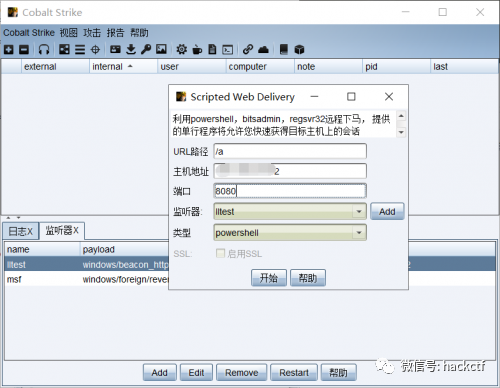 Cobalt Strike
Cobalt Strike 视图 攻击 报告 帮助
external internal user computer note pid last
Scripted Web Delivery
利用powershell，bitsadmin，regsvr32远程下马， 提供
的单行程序将允许您快速获得目标主机上的会话
URL路径 /a
主机地址 2
端口 8080
监听器: lltest Add
类型 powershell
SSL: 启用SSL
开始 帮助
日志X 监听器X
name payload
lltest windows/beacon_http
msf windows/foreign/rever
Add Edit Remove Restart 帮助
微信号: hackctf